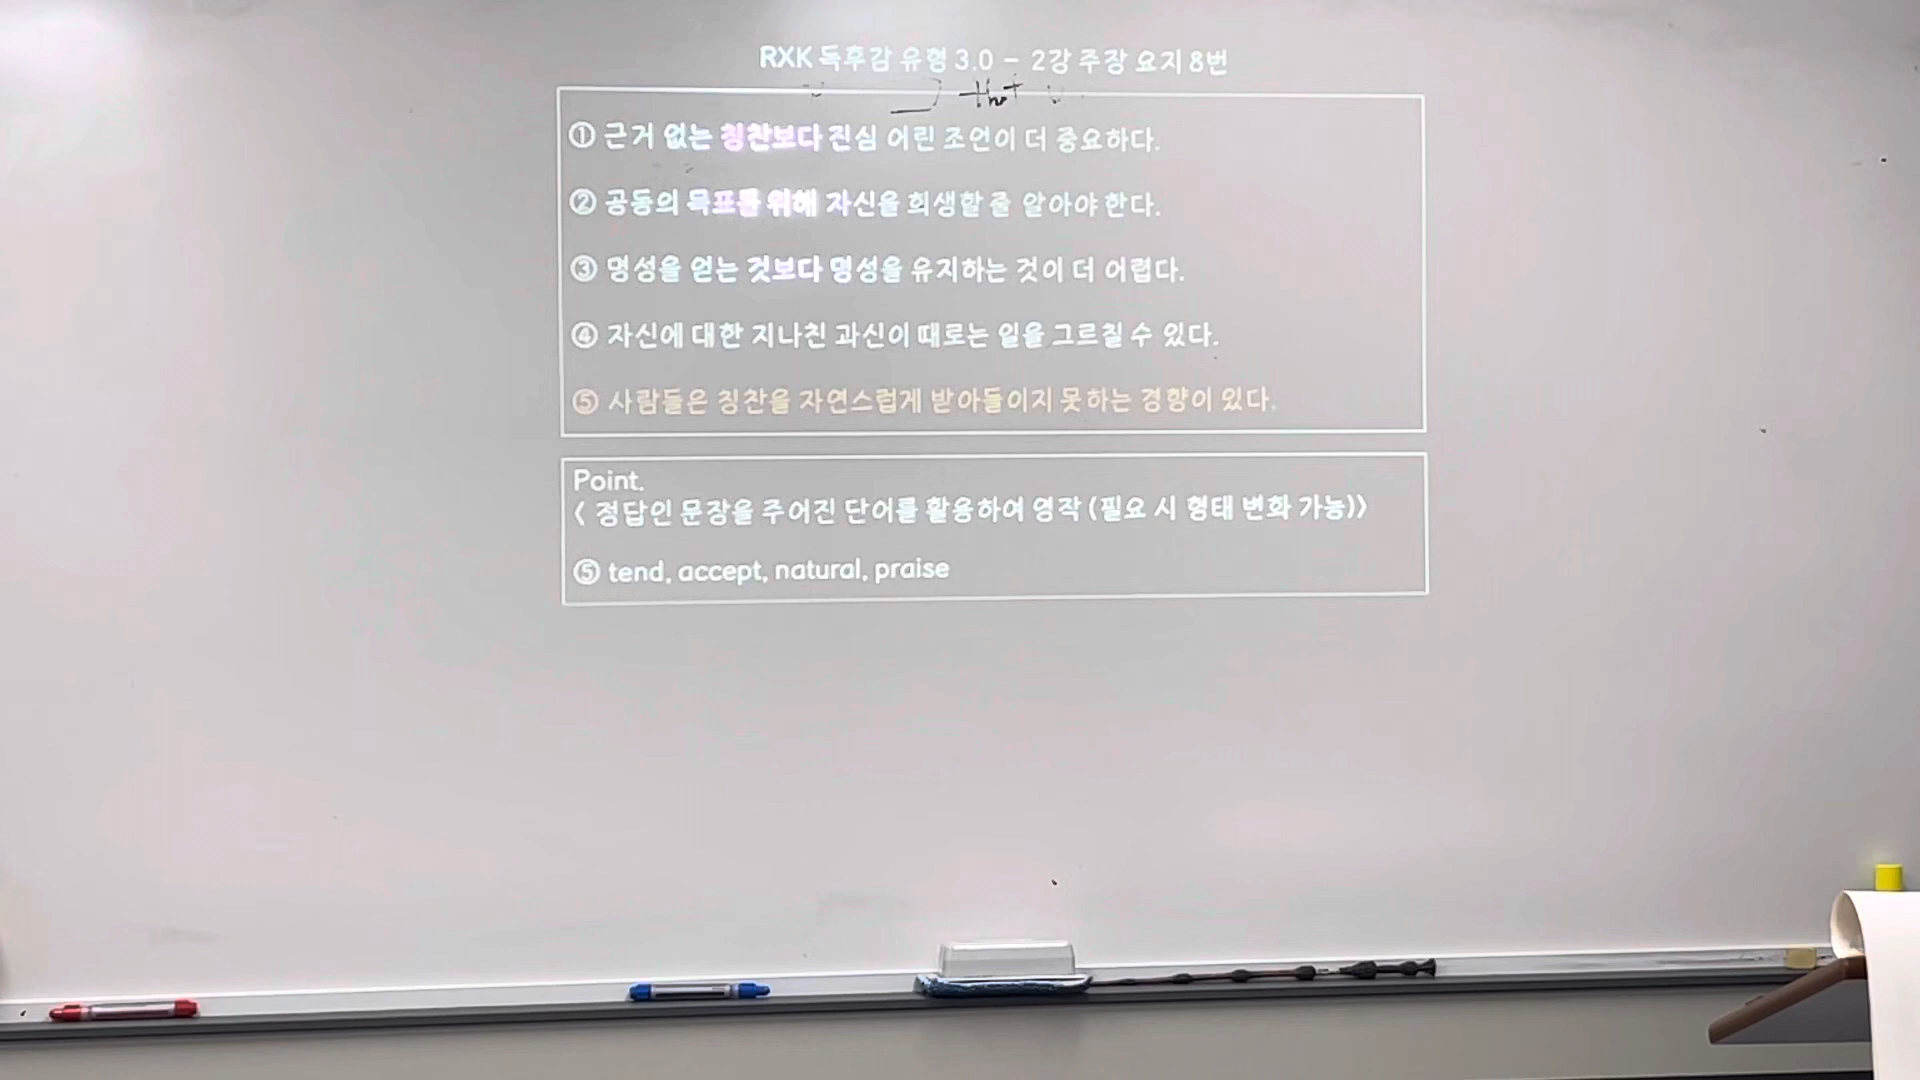 RXK 독후감 유형 3.0 - 2강 주장 요지 8번
that
① 근거 없는 칭찬보다 진심 어린 조언이 더 중요하다.
② 공동의 목표를 위해 자신을 희생할 줄 알아야 한다.
③ 명성을 얻는 것보다 명성을 유지하는 것이 더 어렵다.
④ 자신에 대한 지나친 과신이 때로는 일을 그르칠 수 있다.
⑤ 사람들은 칭찬을 자연스럽게 받아들이지 못하는 경향이 있다.
Point.
< 정답인 문장을 주어진 단어를 활용하여 영작 (필요 시 형태 변화 가능)>
⑤ tend, accept, natural, praise